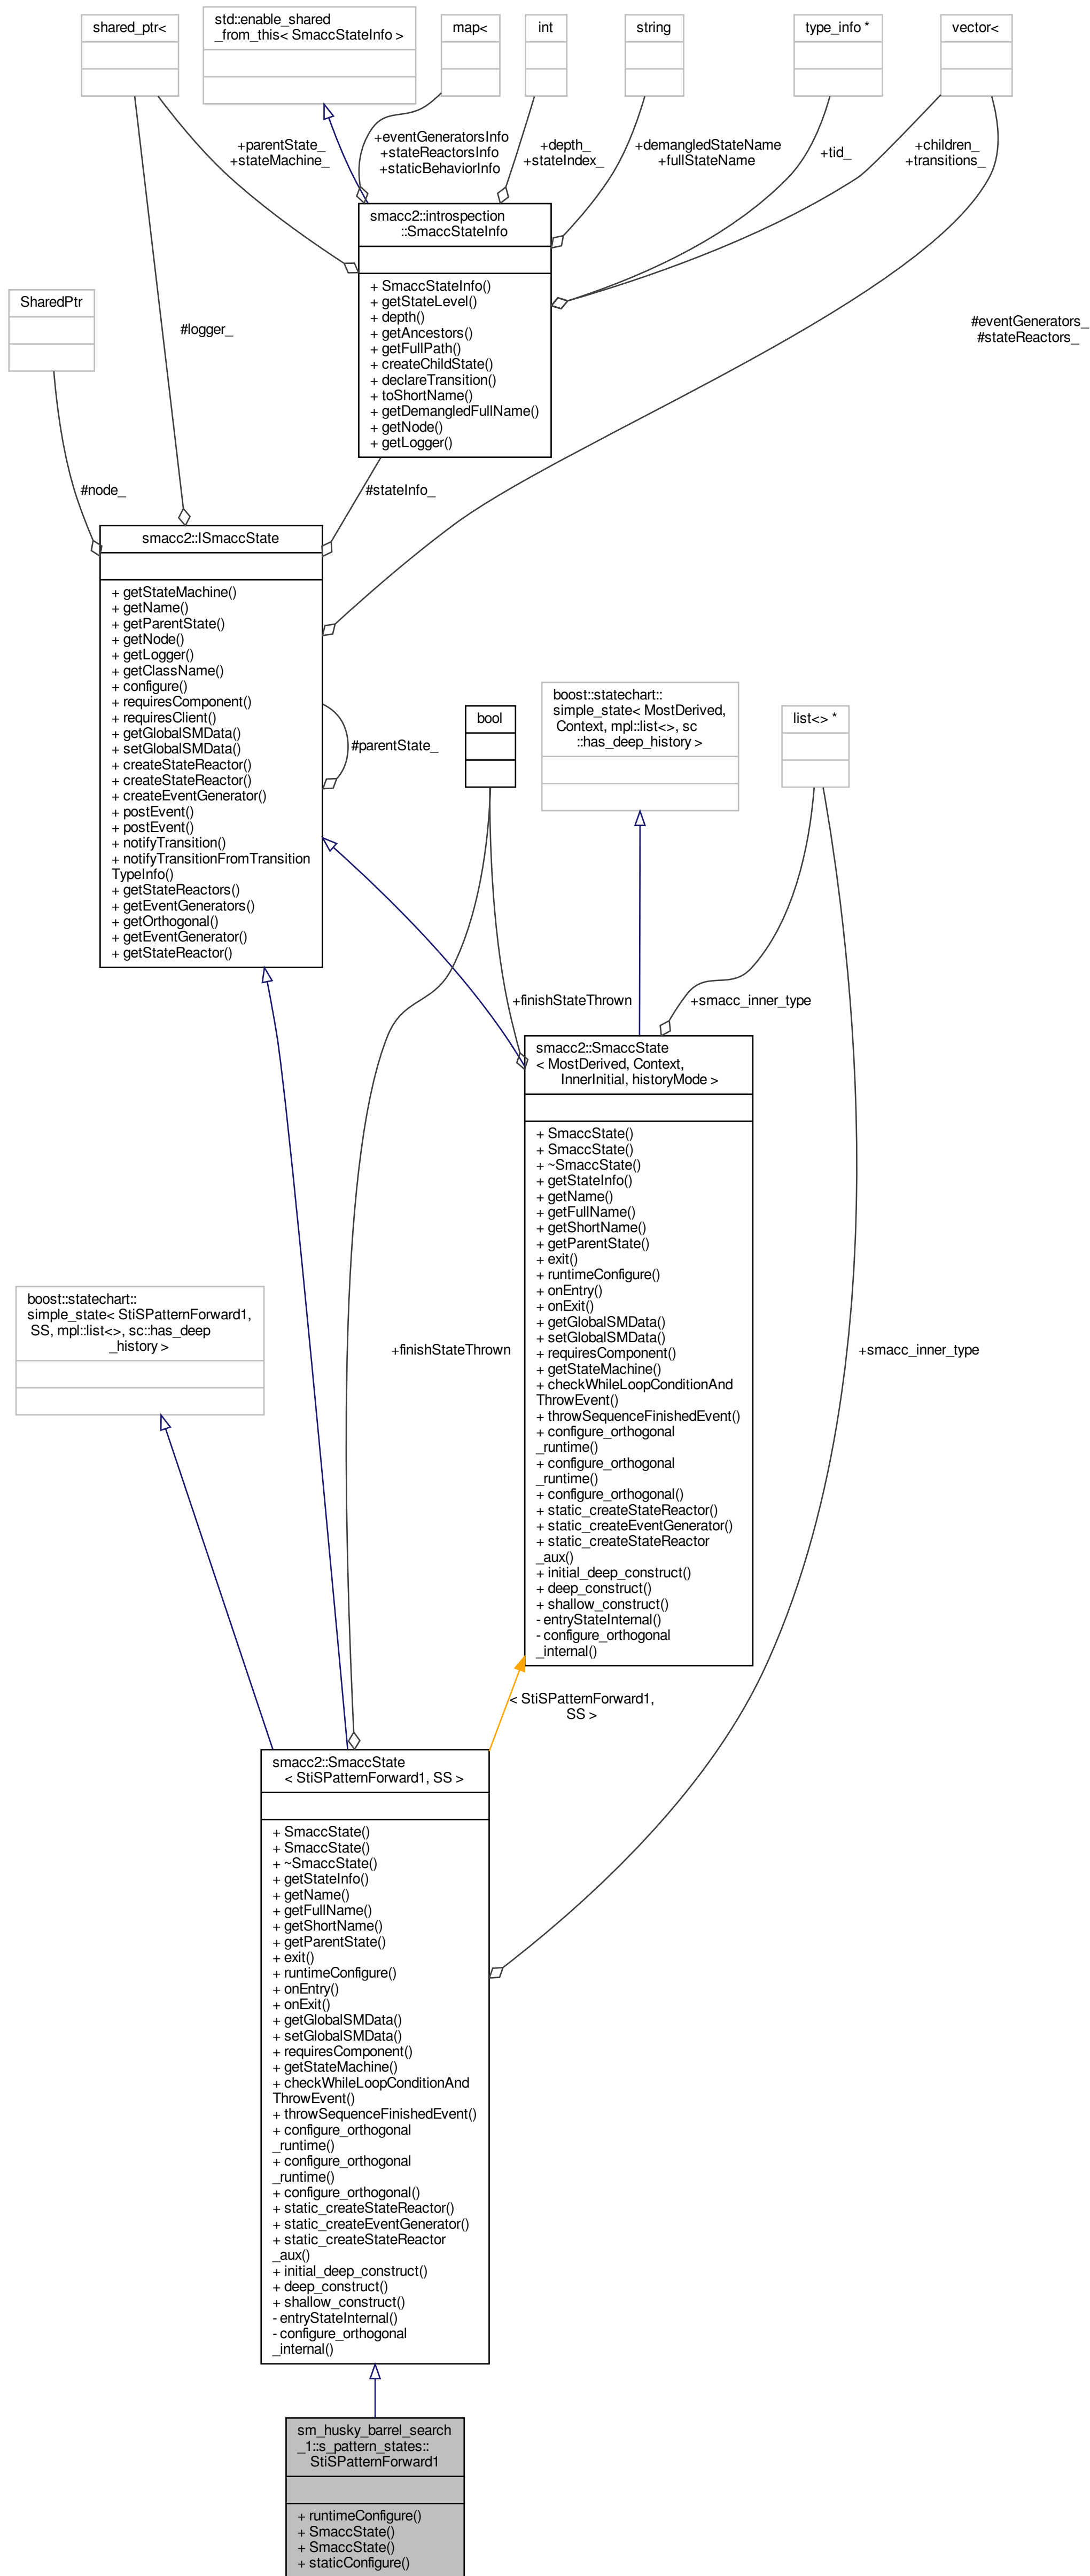 shared_ptr<
std::enable_shared
_from_this< SmaccStateInfo >
map<
int
string
type_info *
vector<
+parentState_
+stateMachine_
+eventGeneratorsInfo
+stateReactorsInfo
+staticBehaviorInfo
+depth_
+stateIndex_
+demangledStateName
+fullStateName
+tid_
+children_
+transitions_
smacc2::introspection
::SmaccStateInfo
+ SmaccStateInfo()
+ getStateLevel()
+ depth()
+ getAncestors()
+ getFullPath()
+ createChildState()
+ declareTransition()
+ toShortName()
+ getDemangledFullName()
+ getNode()
+ getLogger()
SharedPtr
#logger_
#eventGenerators_
#stateReactors_
#node_
#stateInfo_
smacc2::ISmaccState
+ getStateMachine()
+ getName()
+ getParentState()
+ getNode()
+ getLogger()
+ getClassName()
+ configure()
+ requiresComponent()
+ requiresClient()
+ getGlobalSMData()
+ setGlobalSMData()
+ createStateReactor()
+ createStateReactor()
+ createEventGenerator()
+ postEvent()
+ postEvent()
+ notifyTransition()
+ notifyTransitionFromTransition
TypeInfo()
+ getStateReactors()
+ getEventGenerators()
+ getOrthogonal()
+ getEventGenerator()
+ getStateReactor()
#parentState_
bool
boost::statechart::
simple_state< MostDerived,
Context, mpl::list<>, sc
::has_deep_history >
list<> *
+finishStateThrown
+smacc_inner_type
smacc2::SmaccState
< MostDerived, Context,
InnerInitial, historyMode >
+ SmaccState()
+ SmaccState()
+ ~SmaccState()
+ getStateInfo()
+ getName()
+ getFullName()
+ getShortName()
+ getParentState()
+ exit()
+ runtimeConfigure()
+ onEntry()
+ onExit()
+ getGlobalSMData()
+ setGlobalSMData()
+ requiresComponent()
+ getStateMachine()
+ checkWhileLoopConditionAnd
ThrowEvent()
+ throwSequenceFinishedEvent()
+ configure_orthogonal
_runtime()
+ configure_orthogonal
_runtime()
+ configure_orthogonal()
+ static_createStateReactor()
+ static_createEventGenerator()
+ static_createStateReactor
_aux()
+ initial_deep_construct()
+ deep_construct()
+ shallow_construct()
- entryStateInternal()
- configure_orthogonal
_internal()
boost::statechart::
simple_state< StiSPatternForward1,
SS, mpl::list<>, sc::has_deep
_history >
+finishStateThrown
+smacc_inner_type
< StiSPatternForward1,
SS >
smacc2::SmaccState
< StiSPatternForward1, SS >
+ SmaccState()
+ SmaccState()
+ ~SmaccState()
+ getStateInfo()
+ getName()
+ getFullName()
+ getShortName()
+ getParentState()
+ exit()
+ runtimeConfigure()
+ onEntry()
+ onExit()
+ getGlobalSMData()
+ setGlobalSMData()
+ requiresComponent()
+ getStateMachine()
+ checkWhileLoopConditionAnd
ThrowEvent()
+ throwSequenceFinishedEvent()
+ configure_orthogonal
_runtime()
+ configure_orthogonal
_runtime()
+ configure_orthogonal()
+ static_createStateReactor()
+ static_createEventGenerator()
+ static_createStateReactor
_aux()
+ initial_deep_construct()
+ deep_construct()
+ shallow_construct()
- entryStateInternal()
- configure_orthogonal
_internal()
sm_husky_barrel_search
_1::s_pattern_states::
StiSPatternForward1
+ runtimeConfigure()
+ SmaccState()
+ SmaccState()
+ staticConfigure()